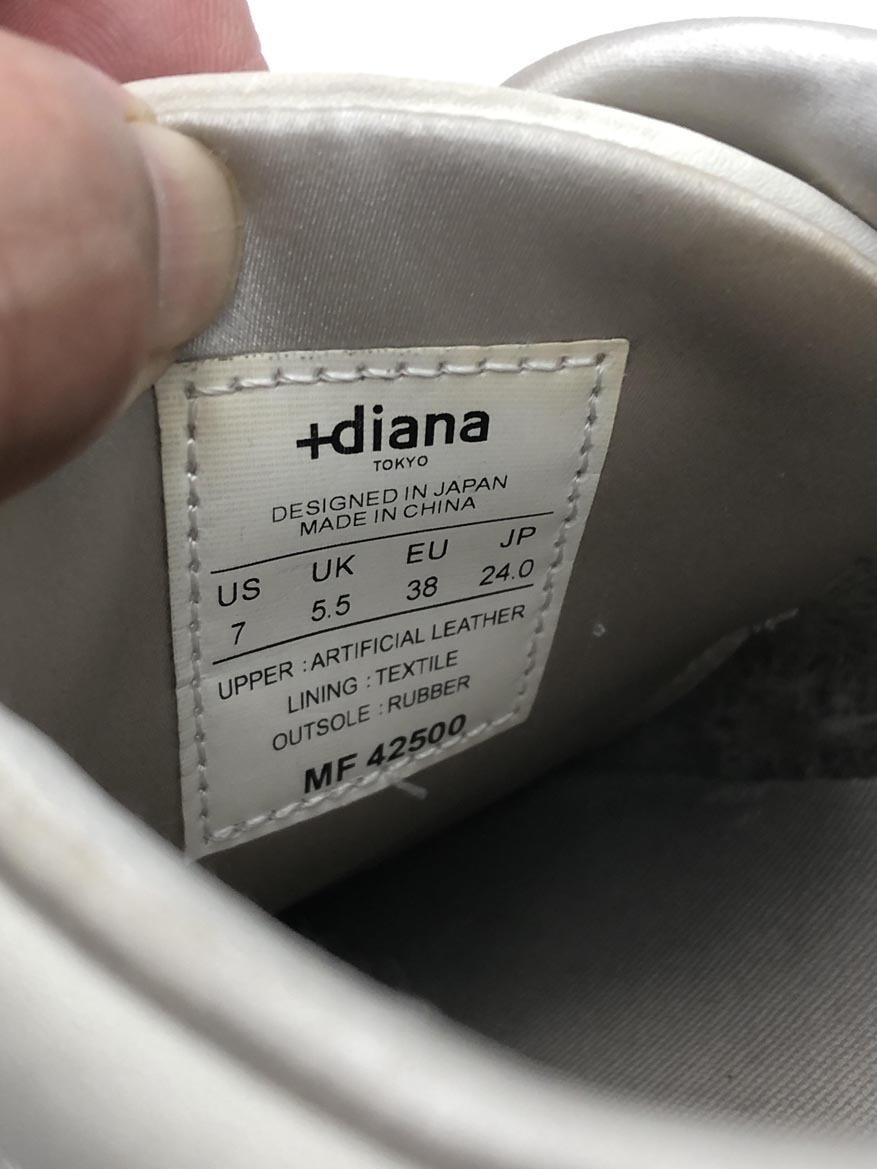 +diana
TOKYO
DESIGNED IN JAPAN
MADE IN CHINA
US UK EU JP
7 5.5 38 24.0
UPPER : ARTIFICIAL LEATHER
LINING : TEXTILE
OUTSOLE : RUBBER
MF 42500